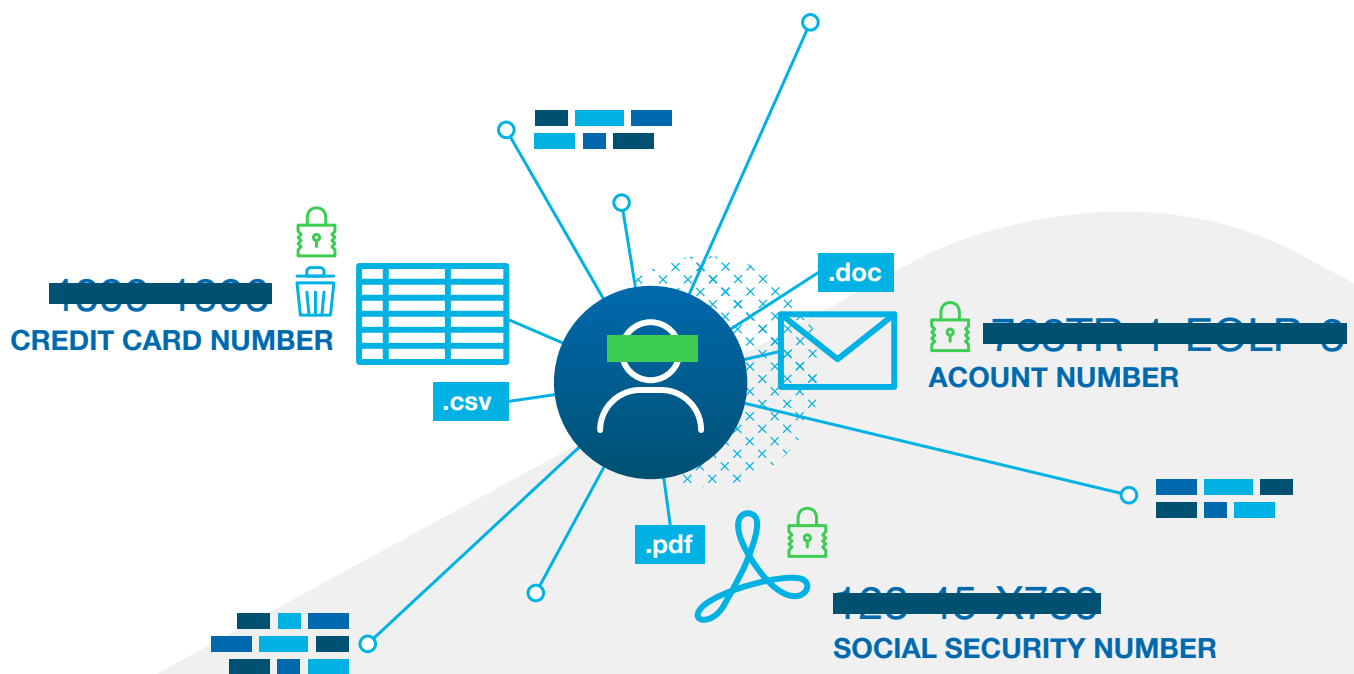 .doc
CREDIT CARD NUMBER
ACOUNT NUMBER
.csv
.pdf
SOCIAL SECURITY NUMBER